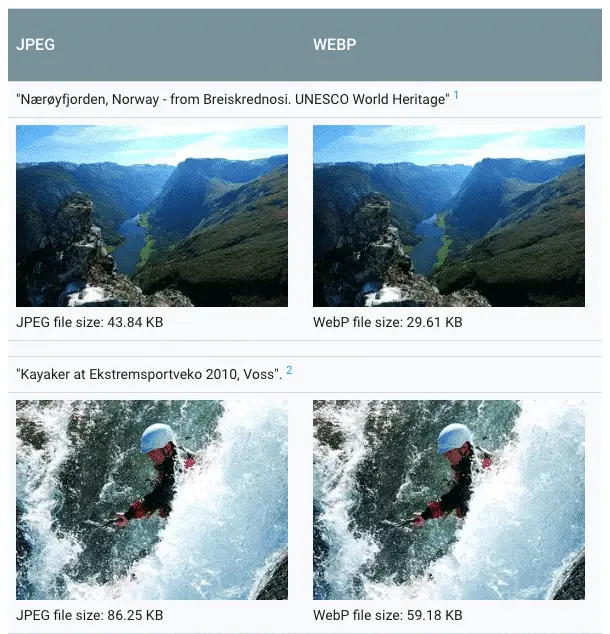 JPEG WEBP
"Nærøyfjorden, Norway - from Breiskrednosi. UNESCO World Heritage" 1
JPEG file size: 43.84 KB WebP file size: 29.61 KB
"Kayaker at Ekstremsportveko 2010, Voss". 2
JPEG file size: 86.25 KB WebP file size: 59.18 KB